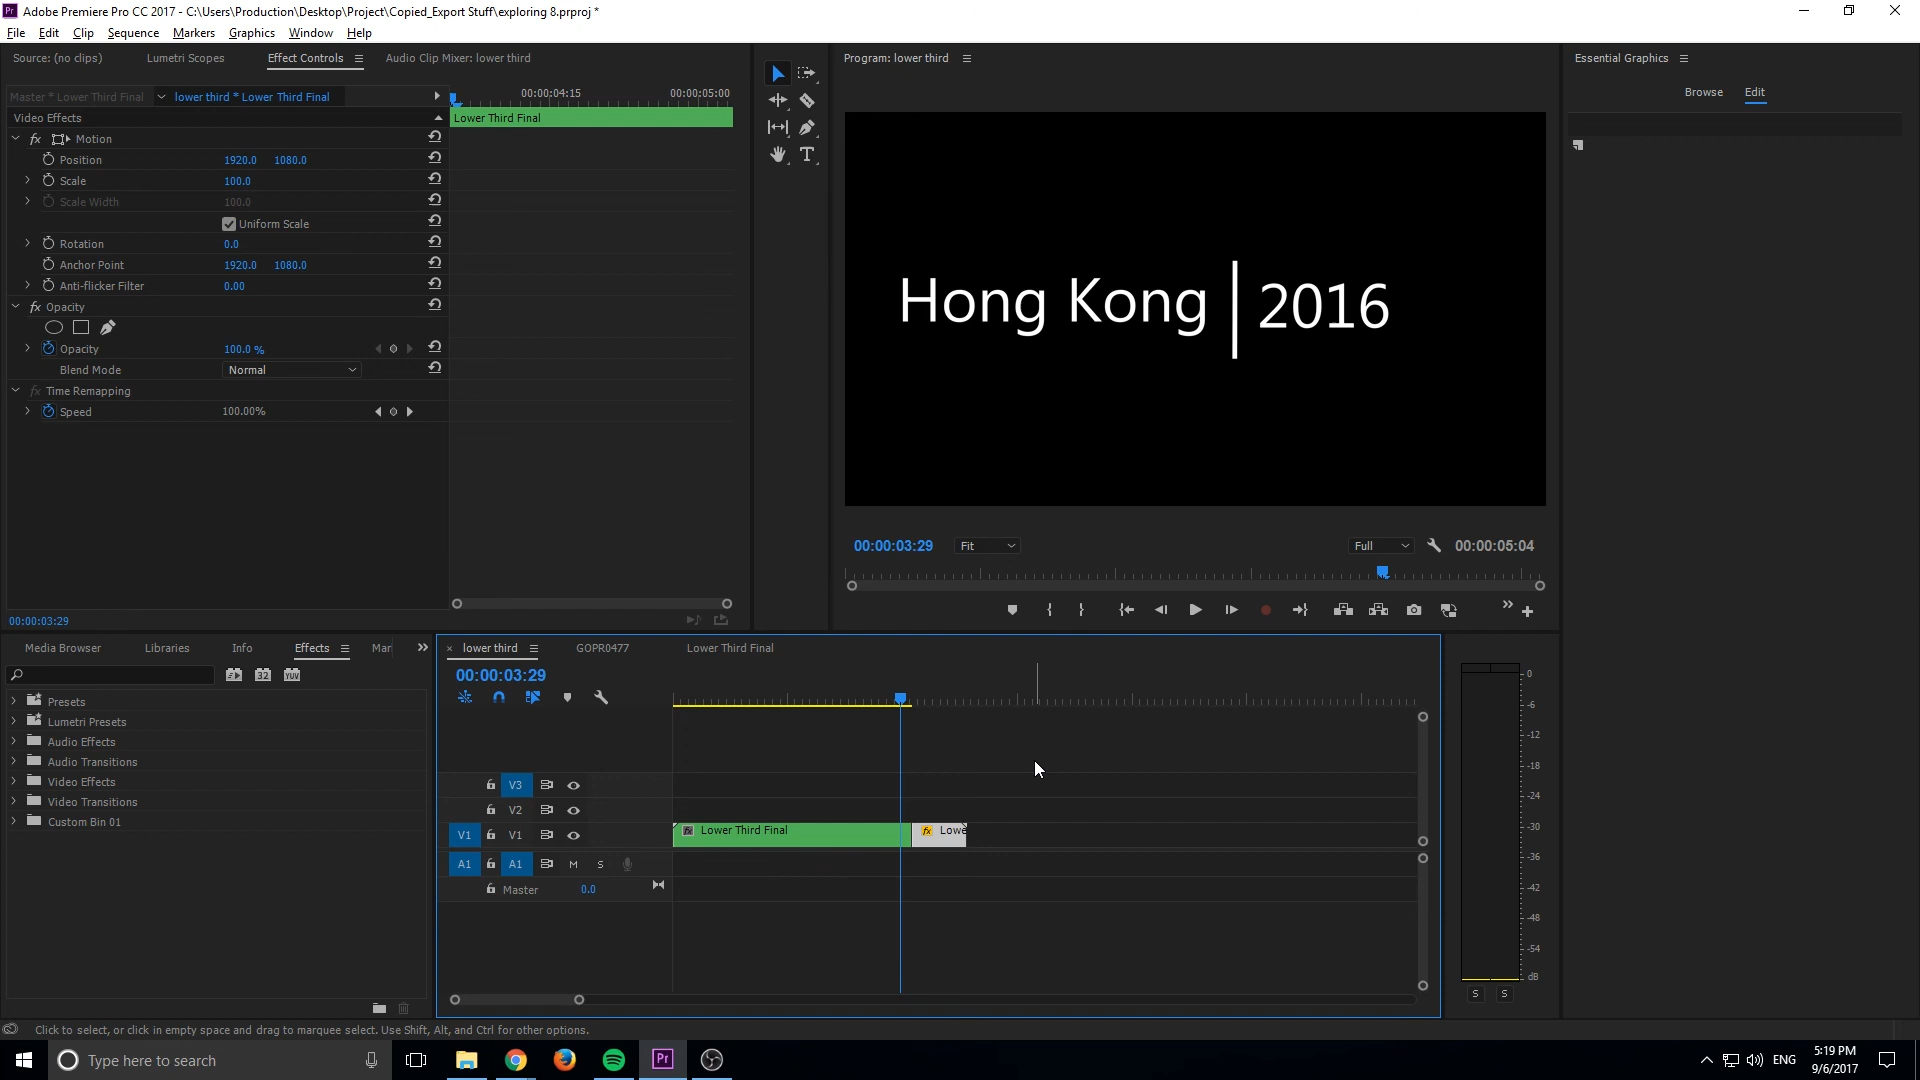 Pr Adobe Premiere Pro CC 2017 - C:\Users\Production\Desktop\Project\Copied_Export Stuff\exploring 8.prproj *
File Edit Clip Sequence Markers Graphics Window Help
Source: (no clips) Lumetri Scopes Effect Controls Audio Clip Mixer: lower third
Program: lower third
Essential Graphics
Browse Edit
Master * Lower Third Final lower third * Lower Third Final
00:00:04:15 00:00:05:00
Video Effects
Lower Third Final
fx Motion
Position 1920.0 1080.0
Scale 100.0
Scale Width 100.0
Uniform Scale
Rotation 0.0
Anchor Point 1920.0 1080.0
Anti-flicker Filter 0.00
fx Opacity
Opacity 100.0 %
Blend Mode Normal
fx Time Remapping
Speed 100.00%
00:00:03:29
T
Hong Kong | 2016
00:00:03:29 Fit Full 00:00:05:04
Media Browser Libraries Info Effects Mar
32 YUV
Presets
Lumetri Presets
Audio Effects
Audio Transitions
Video Effects
Video Transitions
Custom Bin 01
lower third GOPR0477 Lower Third Final
00:00:03:29
V3
V2
V1 V1
fx Lower Third Final fx Lowe
A1 A1 M S
Master 0.0
0
-6
-12
-18
-24
-30
-36
-42
-48
-54
dB
S S
Click to select, or click in empty space and drag to marquee select. Use Shift, Alt, and Ctrl for other options.
Type here to search
Pr
ENG
5:19 PM
9/6/2017